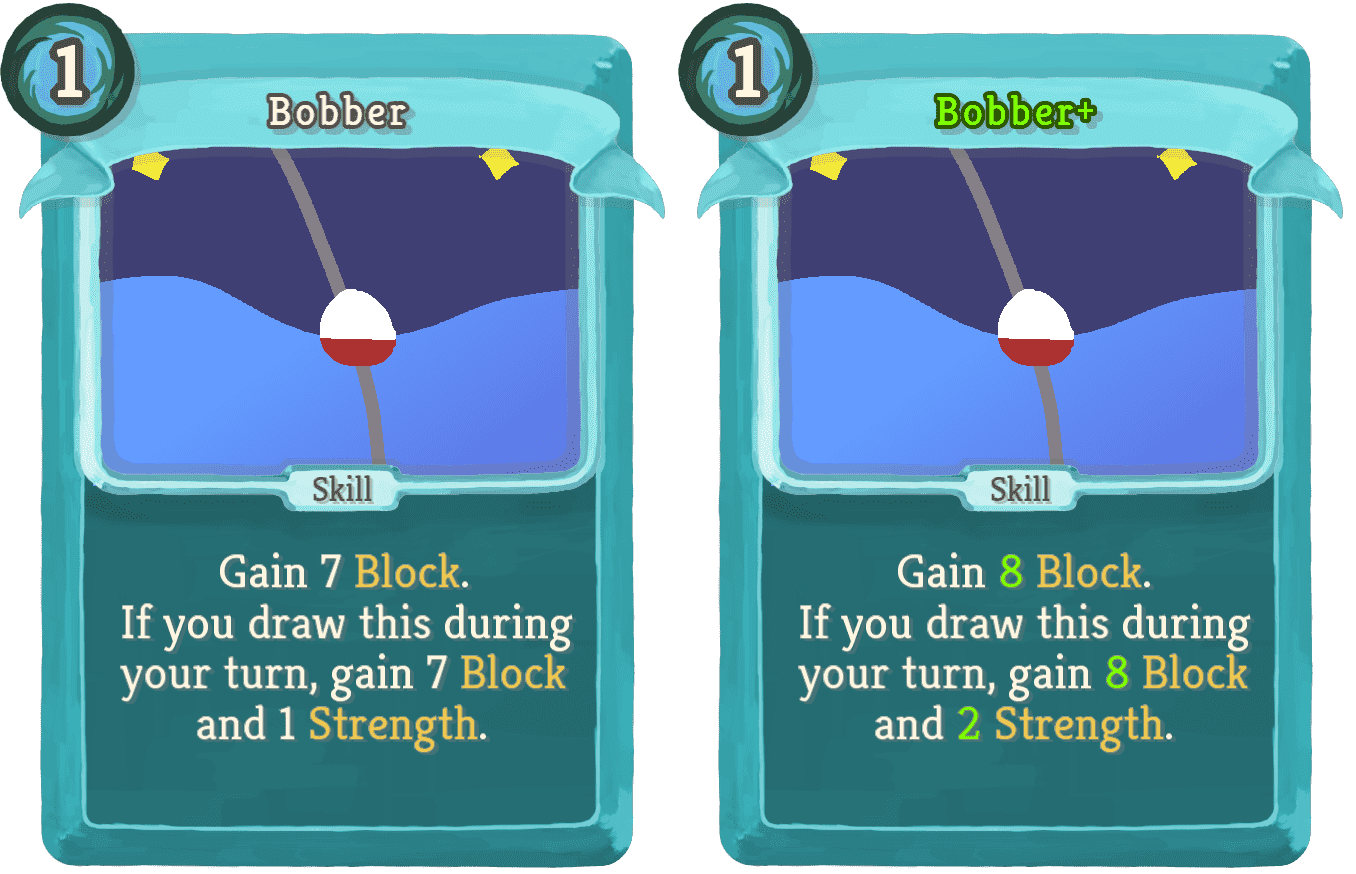 1
Bobber
Skill
Gain 7 Block.
If you draw this during
your turn, gain 7 Block
and 1 Strength.
1
Bobber+
Skill
Gain 8 Block.
If you draw this during
your turn, gain 8 Block
and 2 Strength.